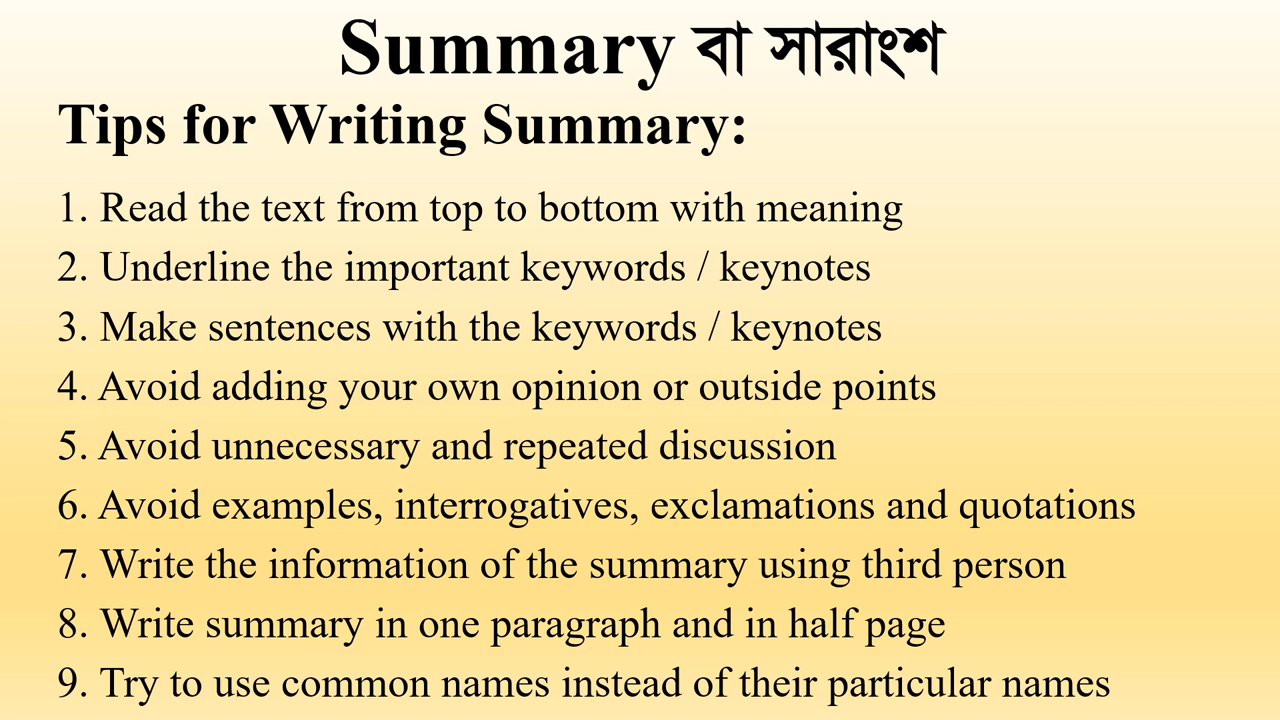 Summary বা সারাংশ
Tips for Writing Summary:
1. Read the text from top to bottom with meaning
2. Underline the important keywords / keynotes
3. Make sentences with the keywords / keynotes
4. Avoid adding your own opinion or outside points
5. Avoid unnecessary and repeated discussion
6. Avoid examples, interrogatives, exclamations and quotations
7. Write the information of the summary using third person
8. Write summary in one paragraph and in half page
9. Try to use common names instead of their particular names